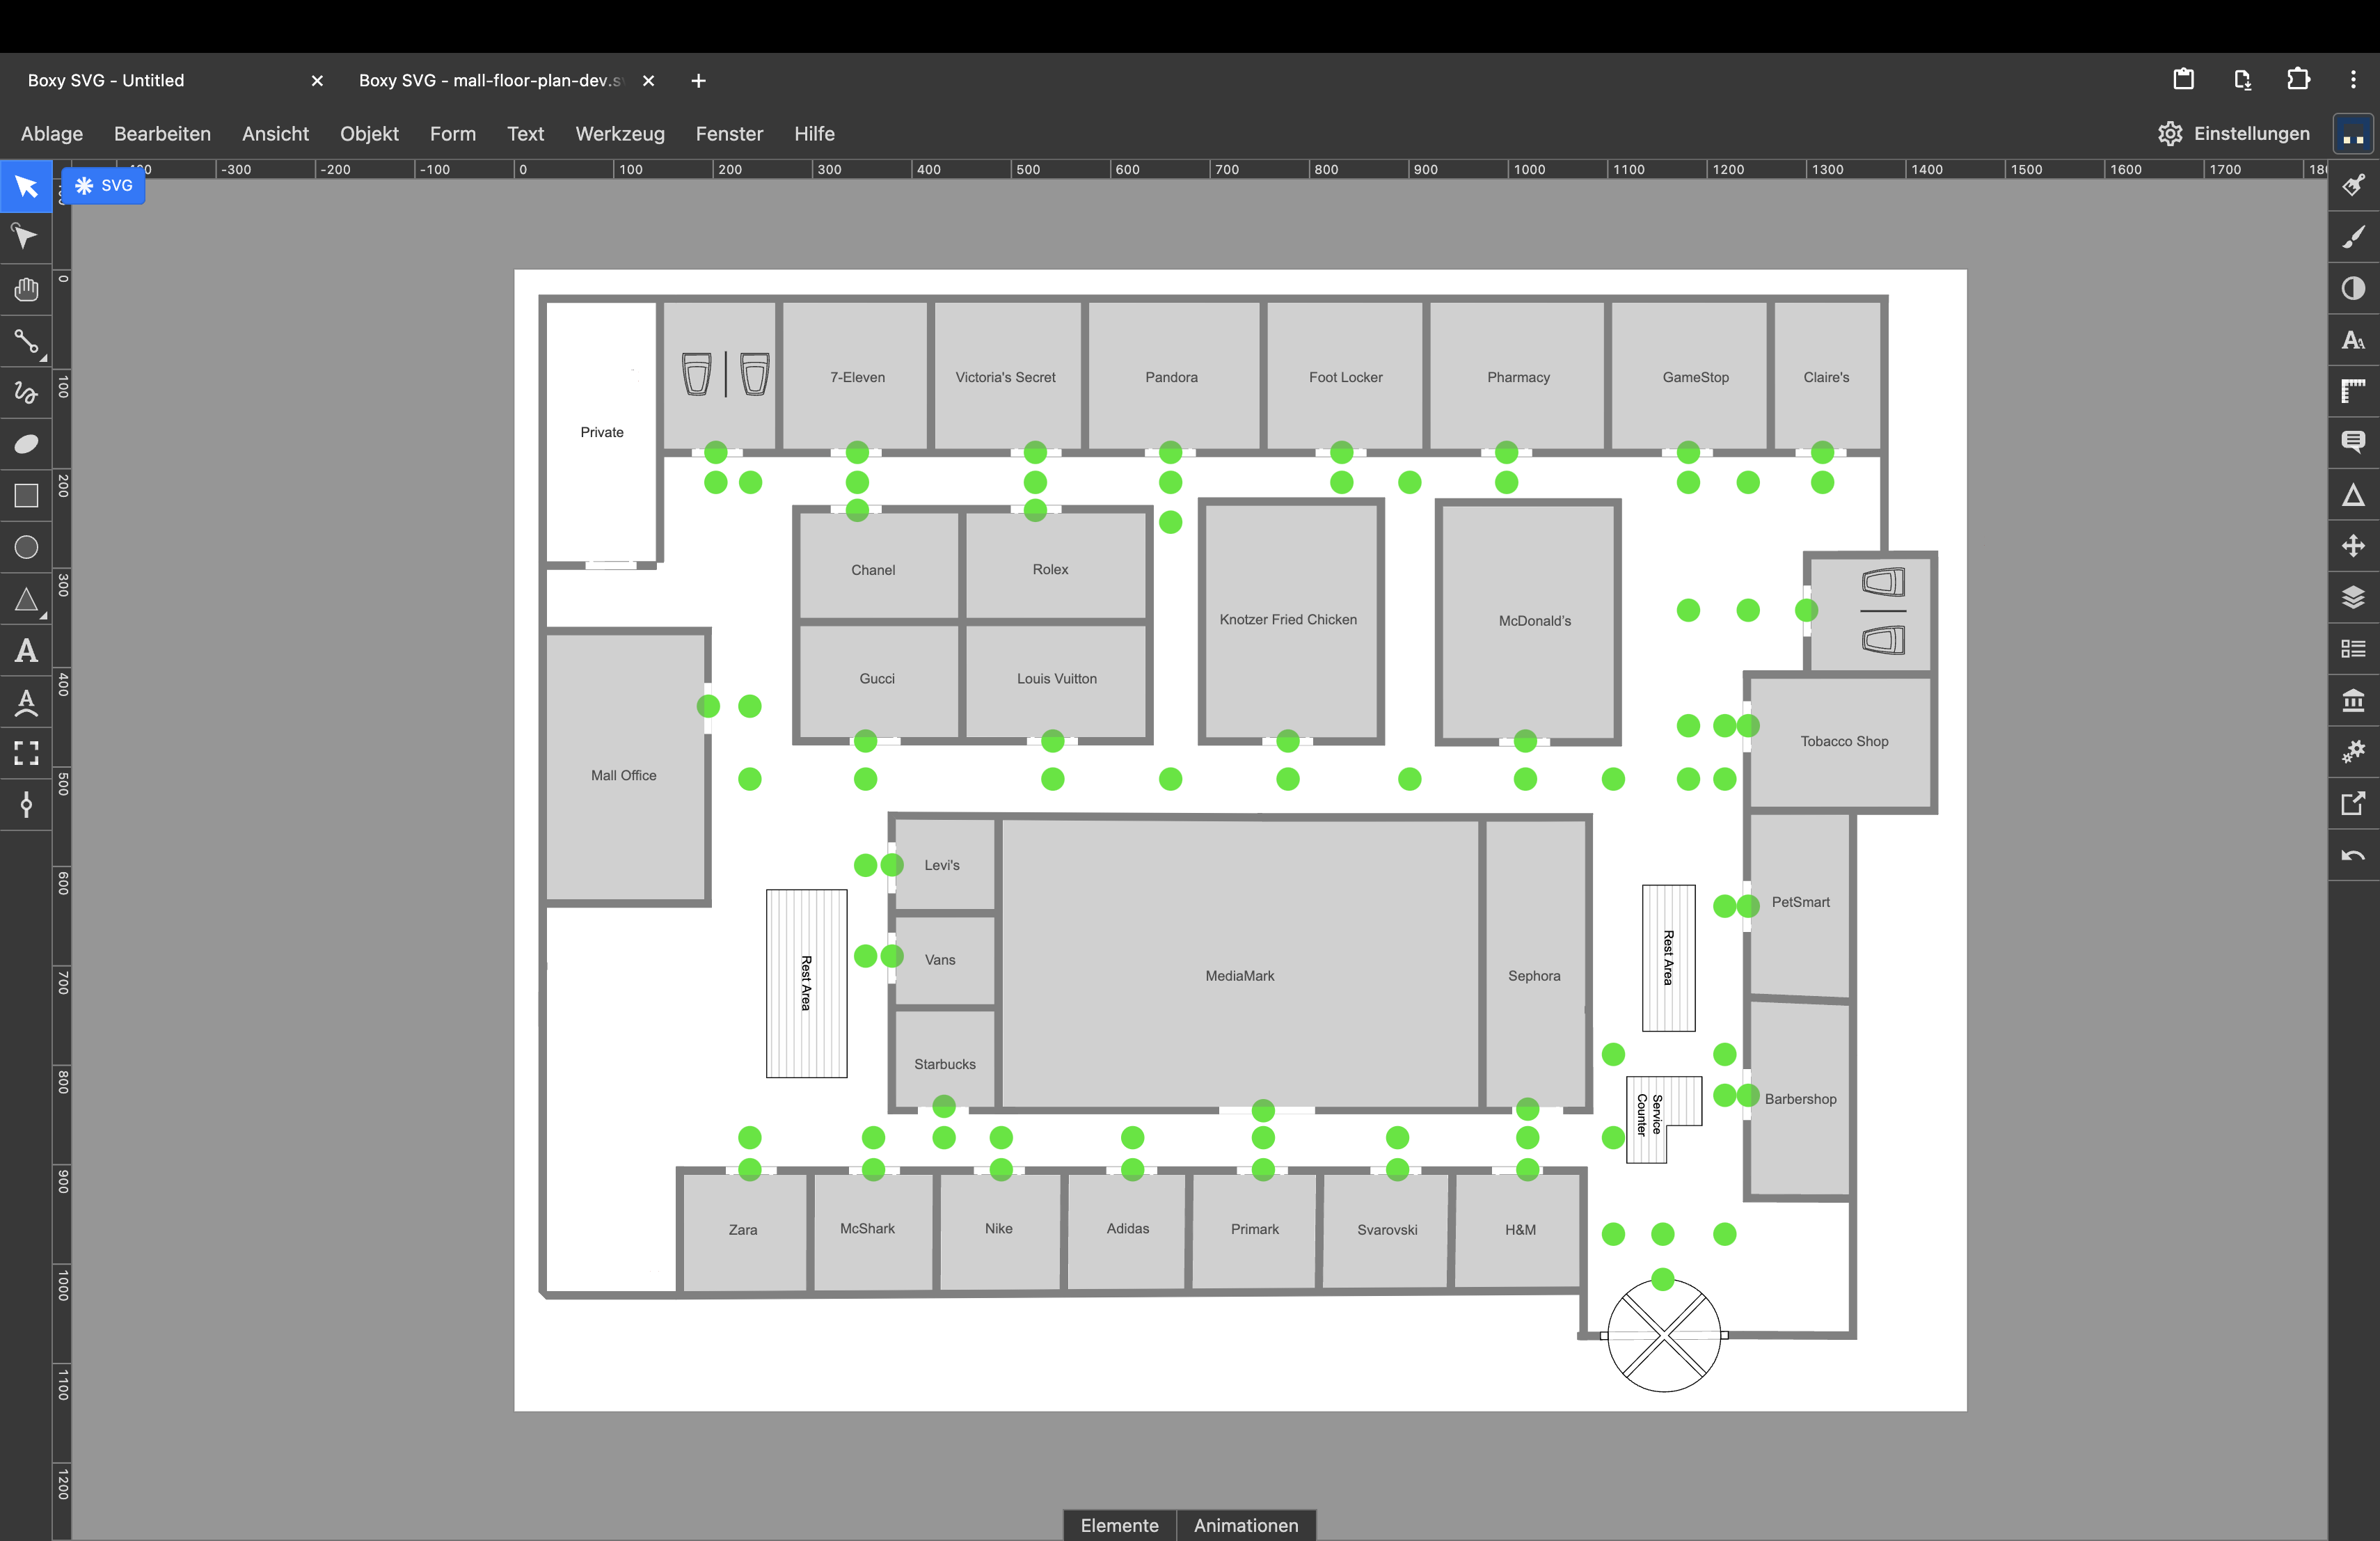 Boxy SVG - Untitled
Boxy SVG - mall-floor-plan-dev.s
Ablage Bearbeiten Ansicht Objekt Form Text Werkzeug Fenster Hilfe
Einstellungen
-300 -200 -100 0 100 200 300 400 500 600 700 800 900 1000 1100 1200 1300 1400 1500 1600 1700
SVG
0
100
200
300
400
500
600
700
800
900
1000
1100
1200
Private
7-Eleven
Victoria's Secret
Pandora
Foot Locker
Pharmacy
GameStop
Claire's
Chanel
Rolex
Knotzer Fried Chicken
McDonald's
Gucci
Louis Vuitton
Tobacco Shop
Mall Office
Levi's
PetSmart
Vans
MediaMark
Sephora
Rest Area
Rest Area
Starbucks
Service
Counter
Barbershop
Zara
McShark
Nike
Adidas
Primark
Svarovski
H&M
Elemente
Animationen